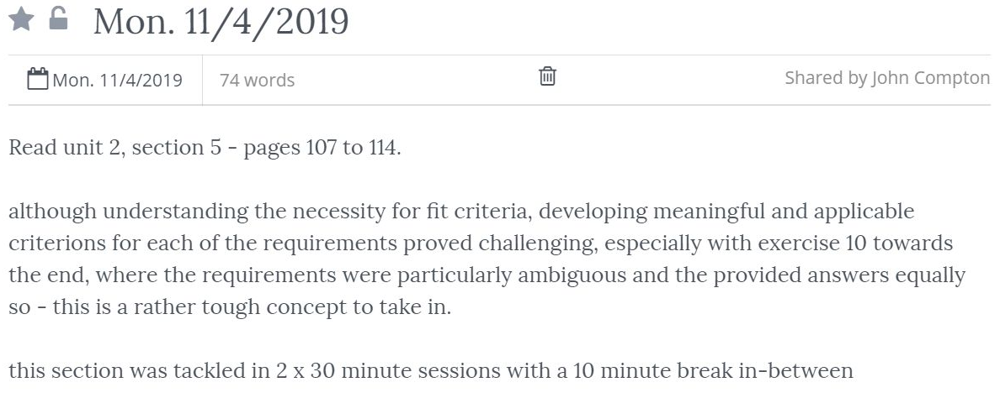 Mon. 11/4/2019
Mon. 11/4/2019 74 words Shared by John Compton
Read unit 2, section 5 - pages 107 to 114.
although understanding the necessity for fit criteria, developing meaningful and applicable
criterions for each of the requirements proved challenging, especially with exercise 10 towards
the end, where the requirements were particularly ambiguous and the provided answers equally
so - this is a rather tough concept to take in.
this section was tackled in 2 x 30 minute sessions with a 10 minute break in-between